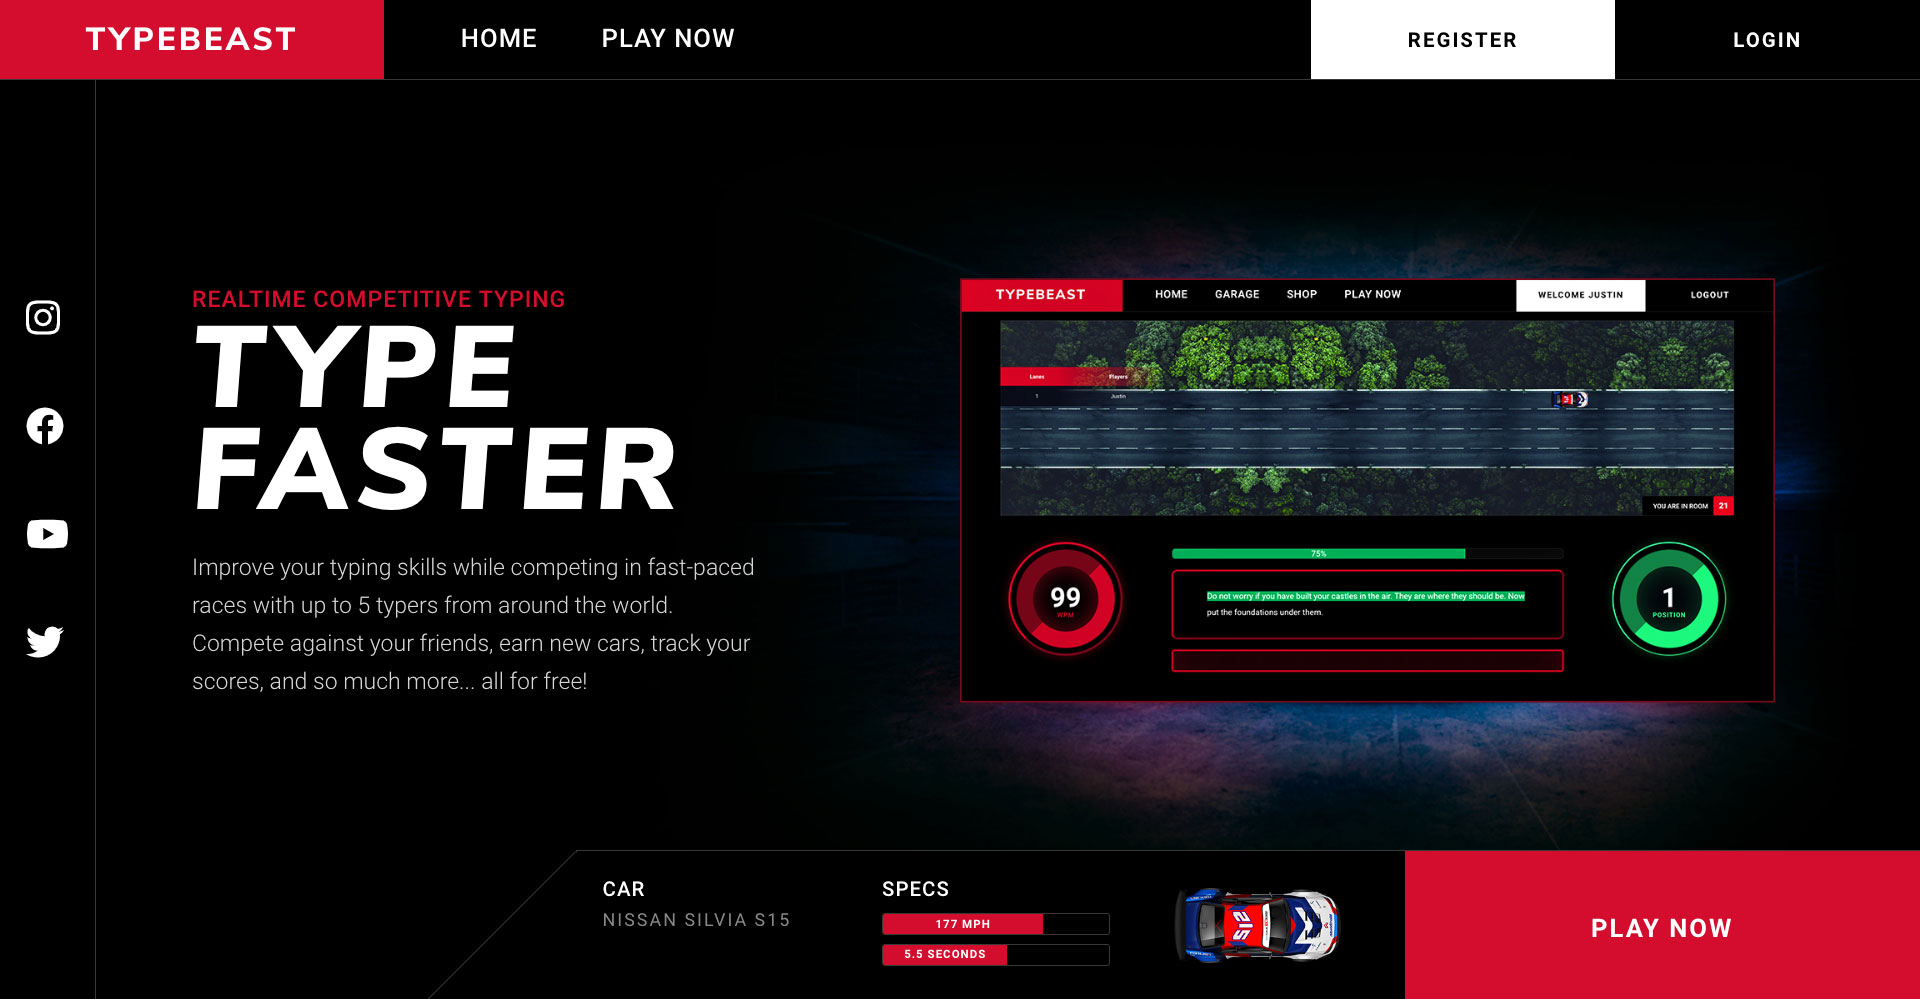 TYPEBEAST
HOME
PLAY NOW
REGISTER
LOGIN
REALTIME COMPETITIVE TYPING
TYPE
FASTER
Improve your typing skills while competing in fast-paced
races with up to 5 typers from around the world.
Compete against your friends, earn new cars, track your
scores, and so much more... all for free!
TYPEBEAST
HOME
GARAGE
SHOP
PLAY NOW
WELCOME JUSTIN
LOGOUT
Lanes
Players
1
Justin
YOU ARE IN ROOM
21
75%
99
WPM
Do not worry if you have built your castles in the air. They are where they should be. Now
put the foundations under them.
1
POSITION
CAR
NISSAN SILVIA S15
SPECS
177 MPH
5.5 SECONDS
PLAY NOW